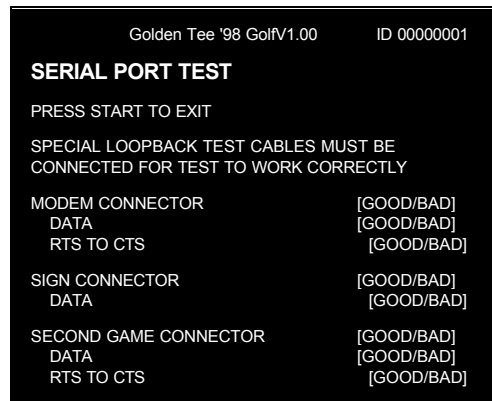 Golden Tee '98 GolfV1.00 ID 00000001
SERIAL PORT TEST
PRESS START TO EXIT
SPECIAL LOOPBACK TEST CABLES MUST BE
CONNECTED FOR TEST TO WORK CORRECTLY
MODEM CONNECTOR [GOOD/BAD]
DATA [GOOD/BAD]
RTS TO CTS [GOOD/BAD]
SIGN CONNECTOR [GOOD/BAD]
DATA [GOOD/BAD]
SECOND GAME CONNECTOR [GOOD/BAD]
DATA [GOOD/BAD]
RTS TO CTS [GOOD/BAD]